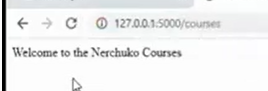 127.0.0.1:5000/courses
Welcome to the Nerchuko Courses